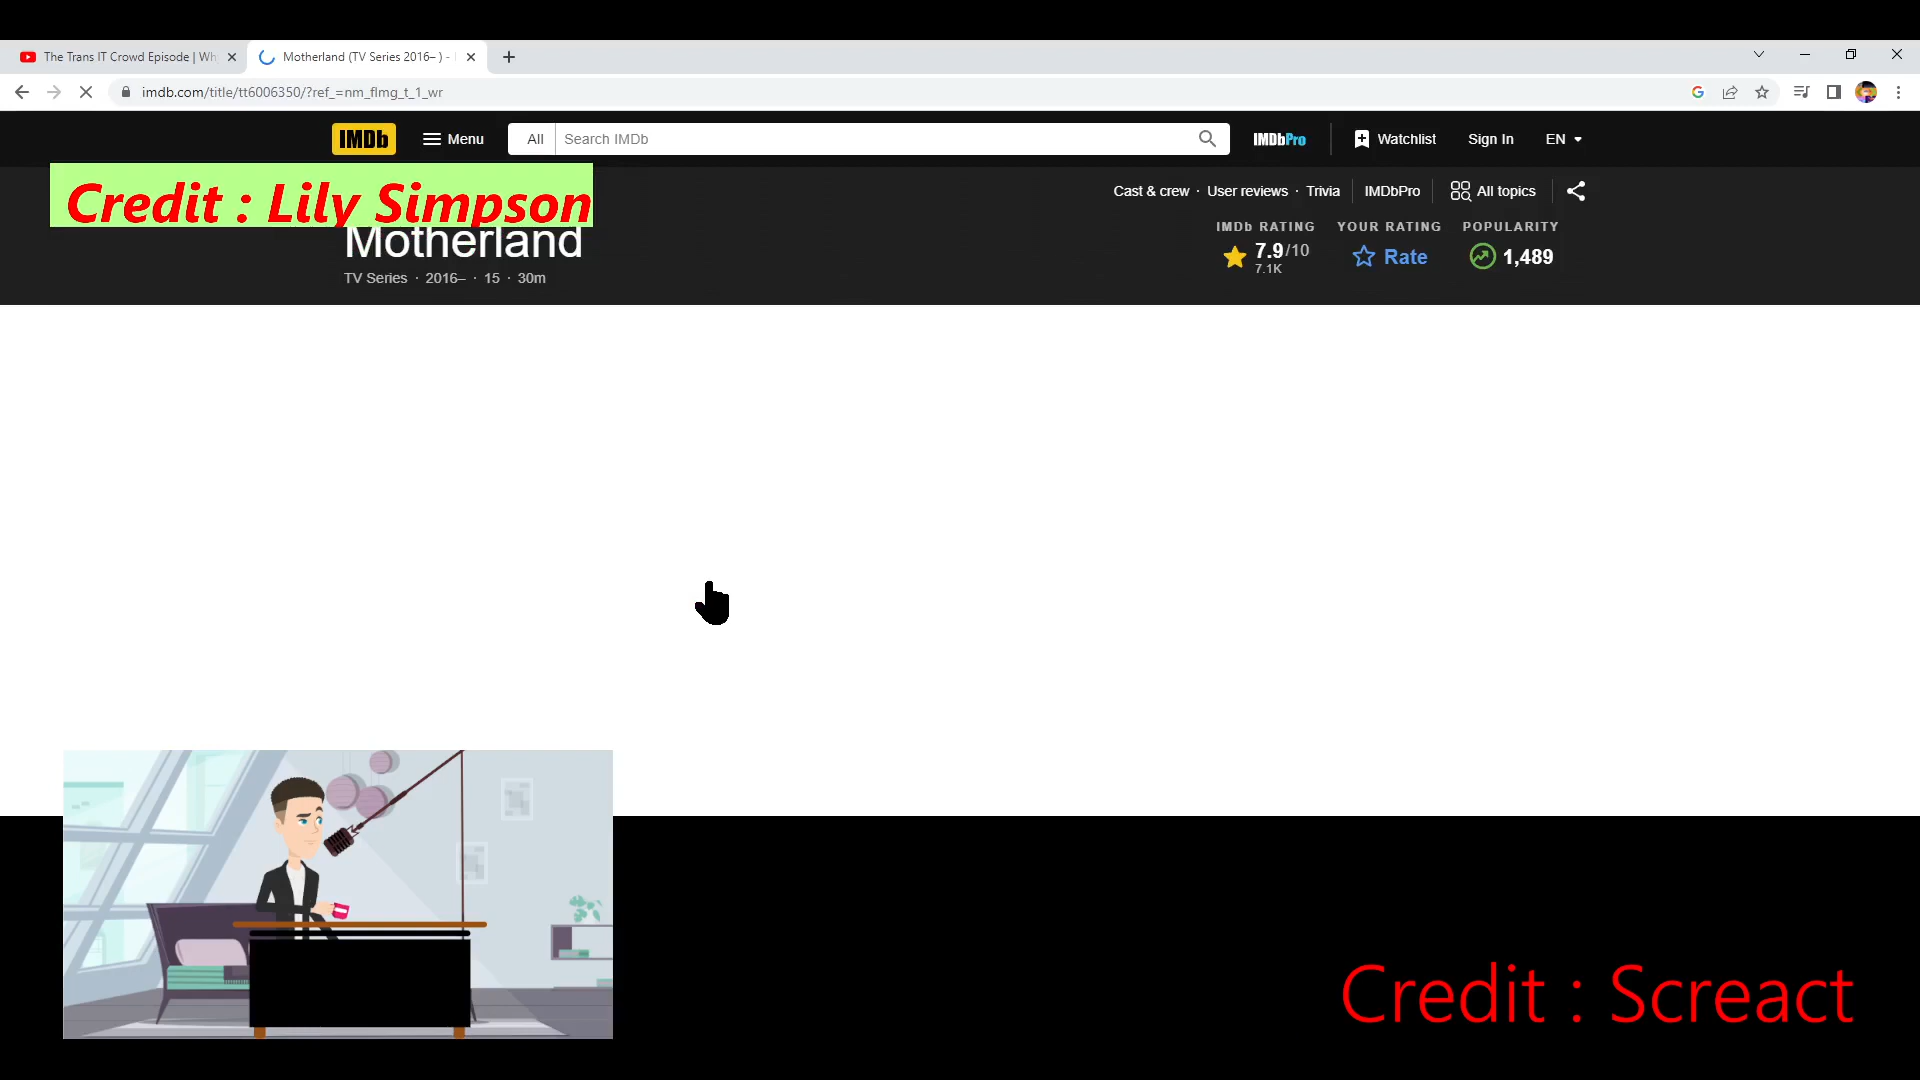 The Trans IT Crowd Episode | Wh
Motherland (TV Series 2016– ) -
imdb.com/title/tt6006350/?ref_=nm_flmg_t_1_wr
IMDb
Menu
All
Search IMDb
IMDbPro
Watchlist
Sign In
EN
Credit : Lily Simpson
Cast & crew · User reviews · Trivia
IMDbPro
All topics
Motherland
TV Series · 2016– · 15 · 30m
IMDb RATING
7.9/10
7.1K
YOUR RATING
Rate
POPULARITY
1,489
Credit : Screact